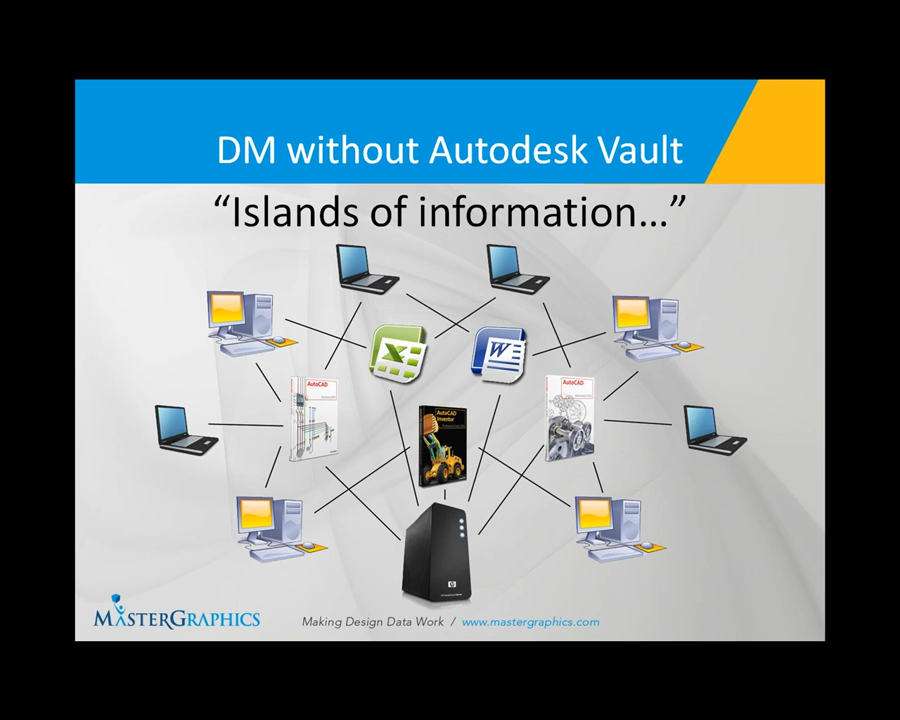 DM without Autodesk Vault
“Islands of information…”
AutoCAD
AutoCAD
AutoCAD
Inventor
MASTERGRAPHICS
Making Design Data Work / www.mastergraphics.com